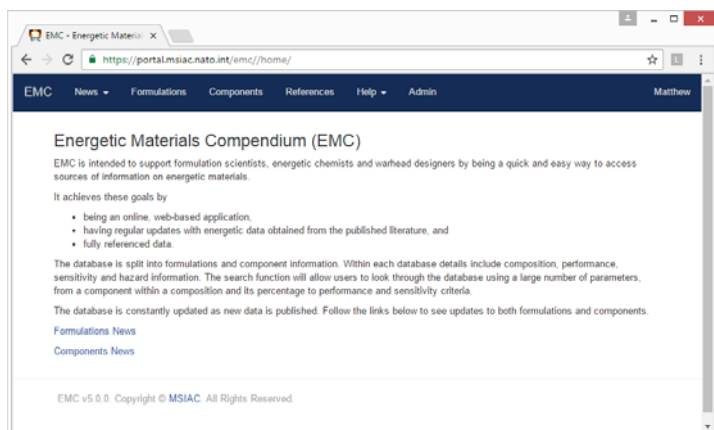 EMC - Energetic Material
https://portal.msiac.nato.int/emc//home/
EMC News Formulations Components References Help Admin Matthew
Energetic Materials Compendium (EMC)
EMC is intended to support formulation scientists, energetic chemists and warhead designers by being a quick and easy way to access
sources of information on energetic materials.
It achieves these goals by
• being an online, web-based application,
• having regular updates with energetic data obtained from the published literature, and
• fully referenced data.
The database is split into formulations and component information. Within each database details include composition, performance,
sensitivity and hazard information. The search function will allow users to look through the database using a large number of parameters,
from a component within a composition and its percentage to performance and sensitivity criteria.
The database is constantly updated as new data is published. Follow the links below to see updates to both formulations and components.
Formulations News
Components News
EMC v5.0.0. Copyright © MSIAC. All Rights Reserved.